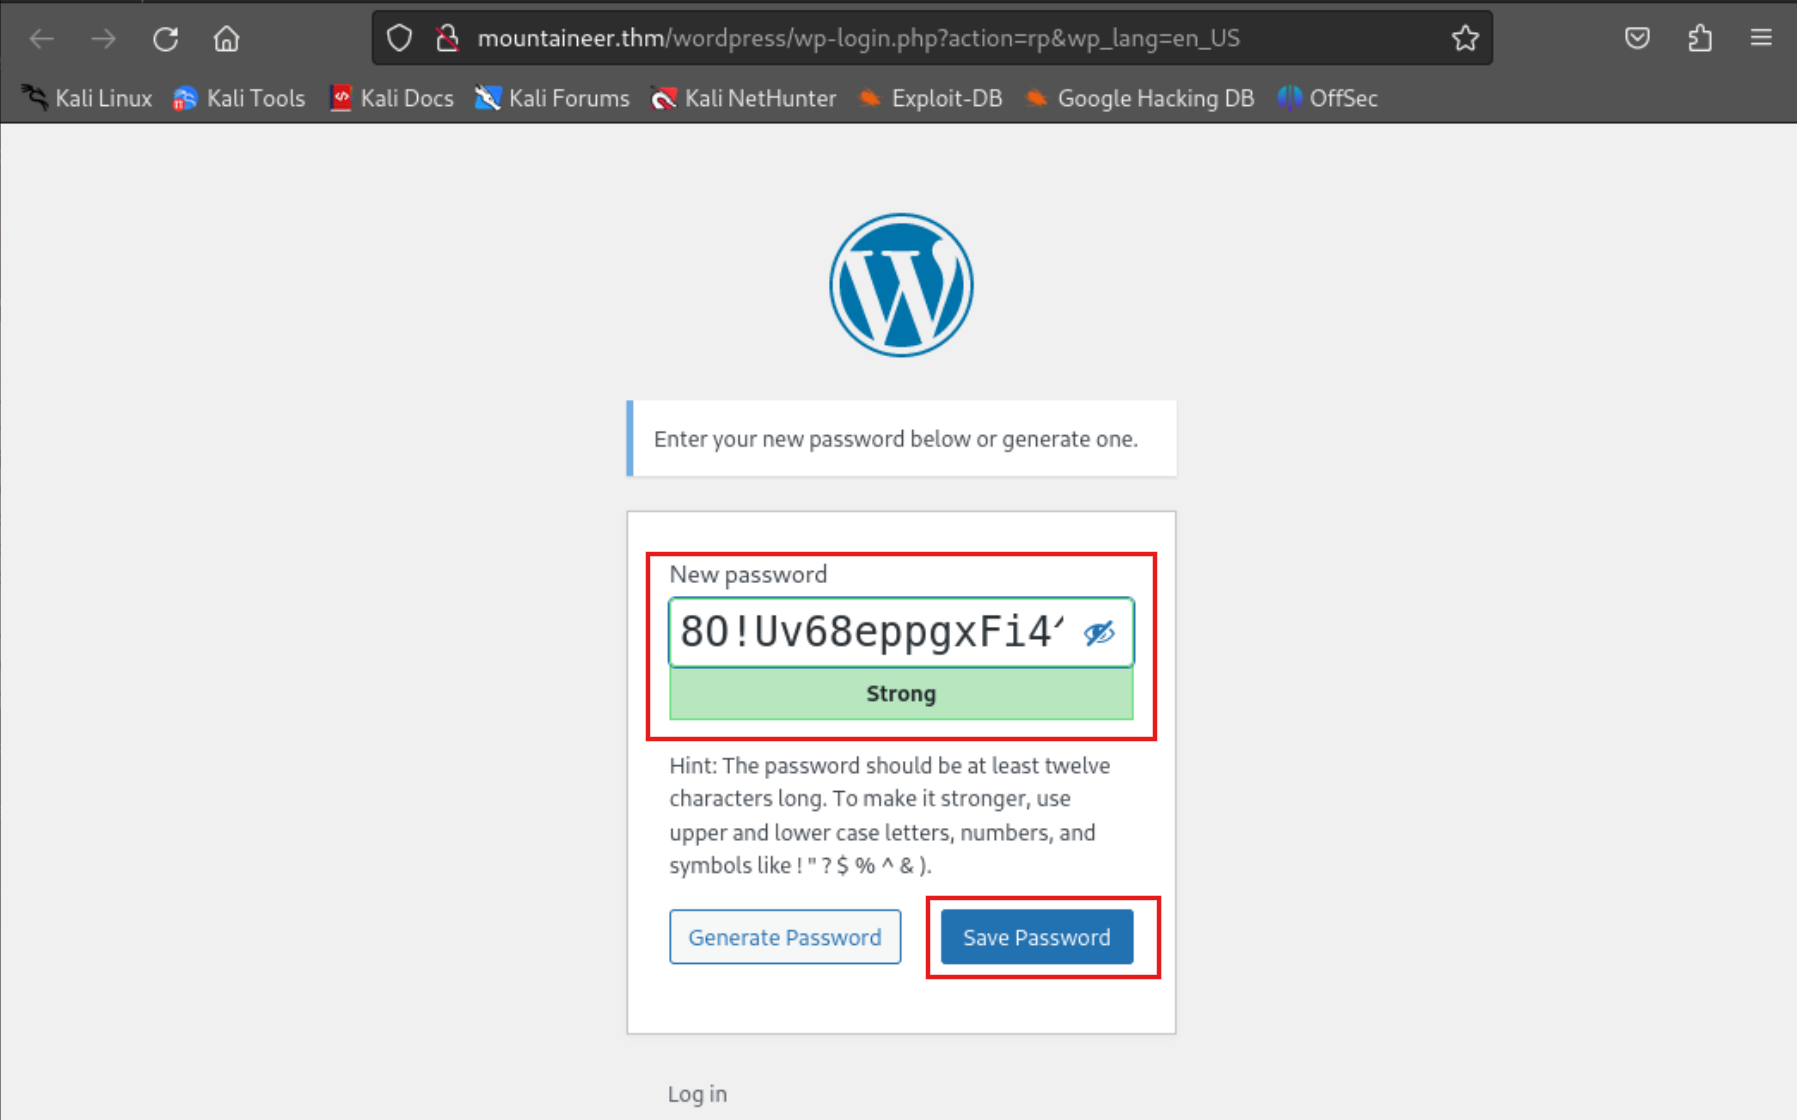 mountaineer.thm/wordpress/wp-login.php?action=rp&wp_lang=en_US
Kali Linux Kali Tools Kali Docs Kali Forums Kali NetHunter Exploit-DB Google Hacking DB OffSec
Enter your new password below or generate one.
New password
8O!Uv68eppgxFi4
Strong
Hint: The password should be at least twelve
characters long. To make it stronger, use
upper and lower case letters, numbers, and
symbols like ! " ? $ % ^ & ).
Generate Password Save Password
Log in